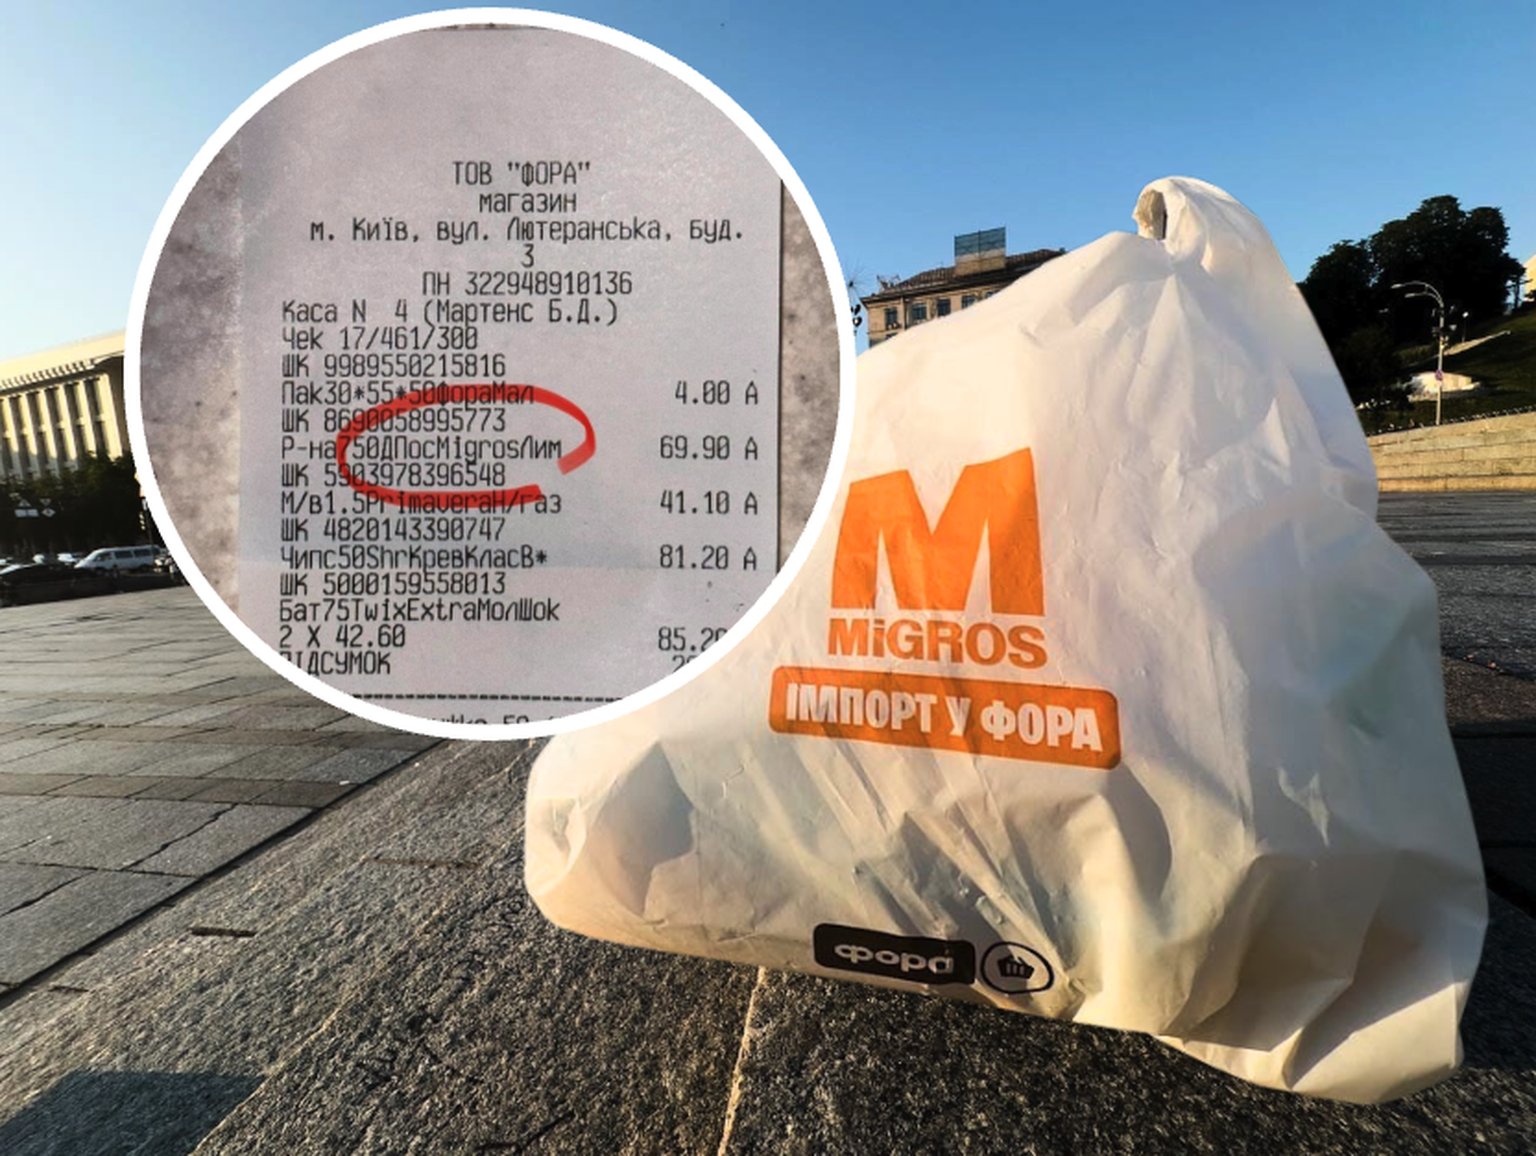 ТОВ "ФОРА"
магазин
м. Київ, вул. Лютеранська, буд.
3
ПН 322948910136
Каса N 4 (Мартенс Б.Д.)
Чек 17/461/300
ШК 9989550215816
Пак30*55*50фораМал 4.00 А
ШК 8690058995773
Р-на 50ДПосMigrosЛим 69.90 А
ШК 5903978396548
М/в1.5PrimaveraН/газ 41.10 А
ШК 4820143390747
Чипс50ShrКревКласВ* 81.20 А
ШК 5000159558013
Бат75TwixExtraМолШок
2 X 42.60 85.20
ПІДСУМОК
M
MiGROS
ІМПОРТ У ФОРА
фора